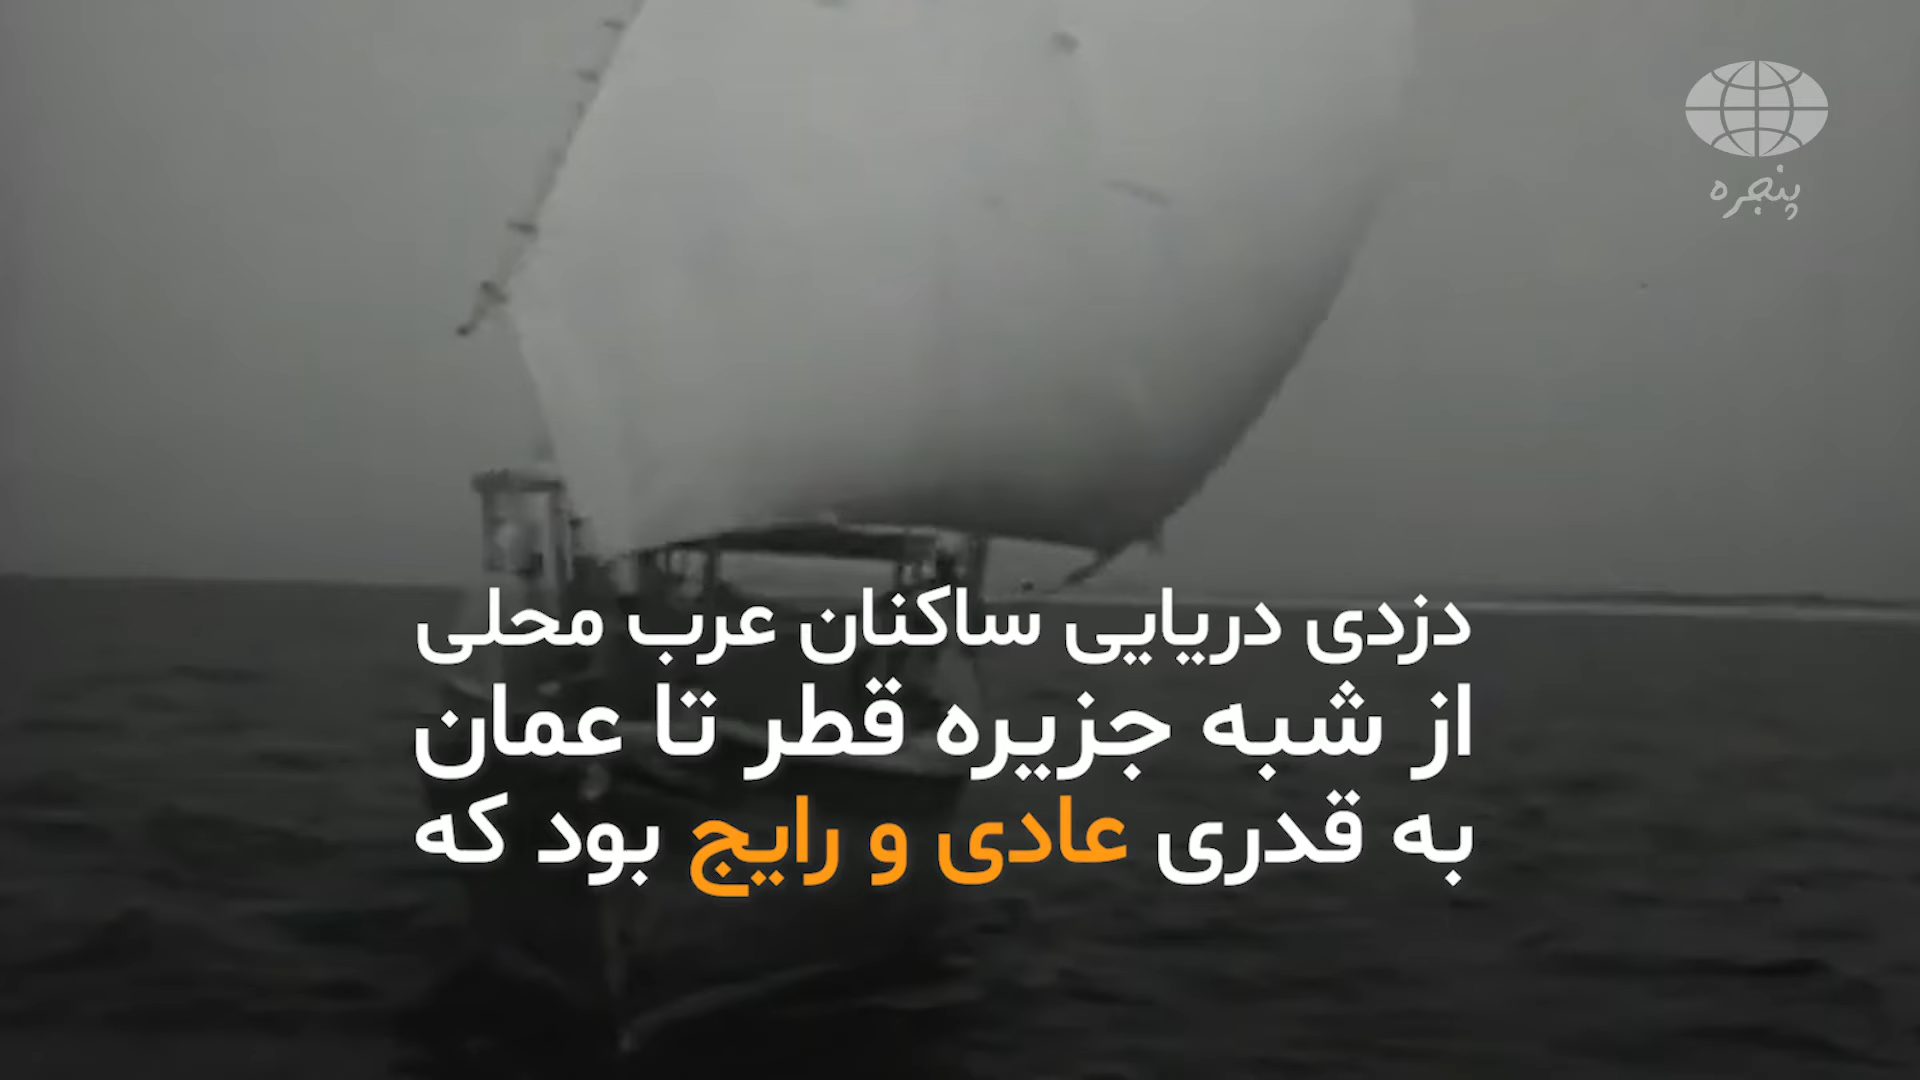 پنجره
دزدی دریایی ساکنان عرب محلی
از شبه جزیره قطر تا عمان
به قدری عادی و رایج بود که